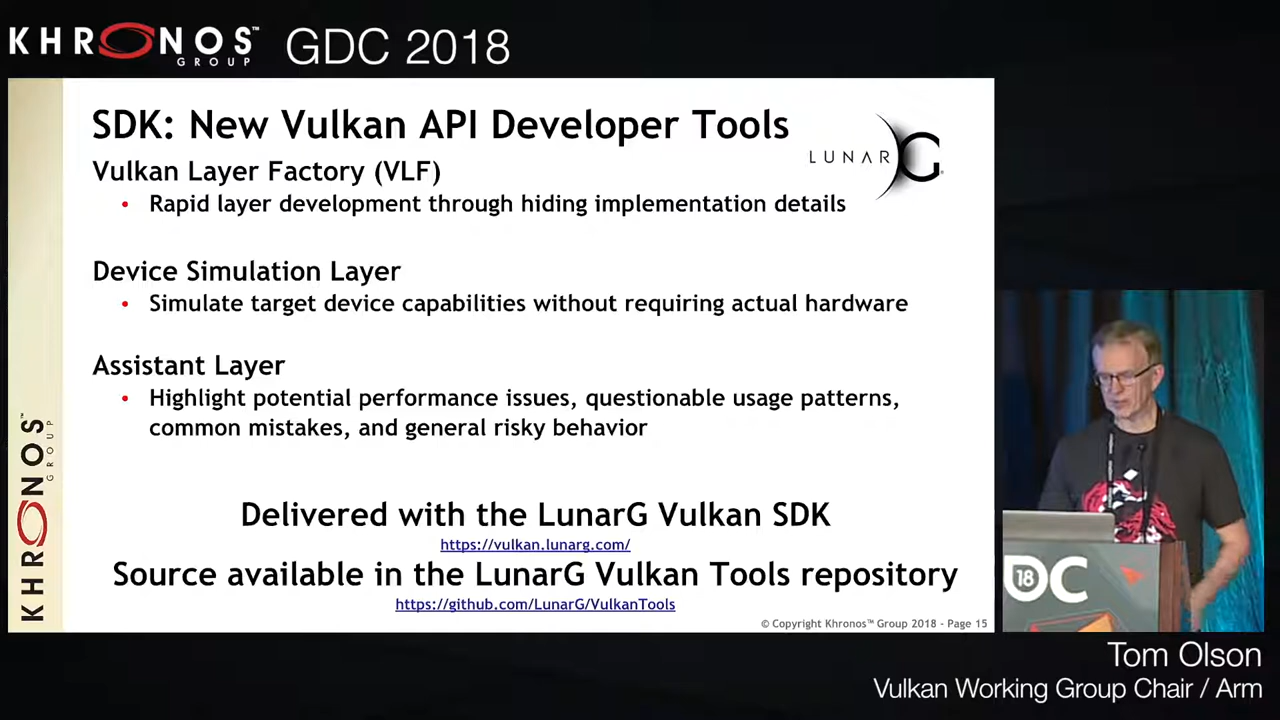 KHRONOS™ GROUP GDC 2018
SDK: New Vulkan API Developer Tools
LUNARG
Vulkan Layer Factory (VLF)
• Rapid layer development through hiding implementation details
Device Simulation Layer
• Simulate target device capabilities without requiring actual hardware
Assistant Layer
• Highlight potential performance issues, questionable usage patterns,
common mistakes, and general risky behavior
Delivered with the LunarG Vulkan SDK
https://vulkan.lunarg.com/
Source available in the LunarG Vulkan Tools repository
https://github.com/LunarG/VulkanTools
© Copyright Khronos™ Group 2018 - Page 15
KHRONOS™ GROUP
18
DC
Tom Olson
Vulkan Working Group Chair / Arm